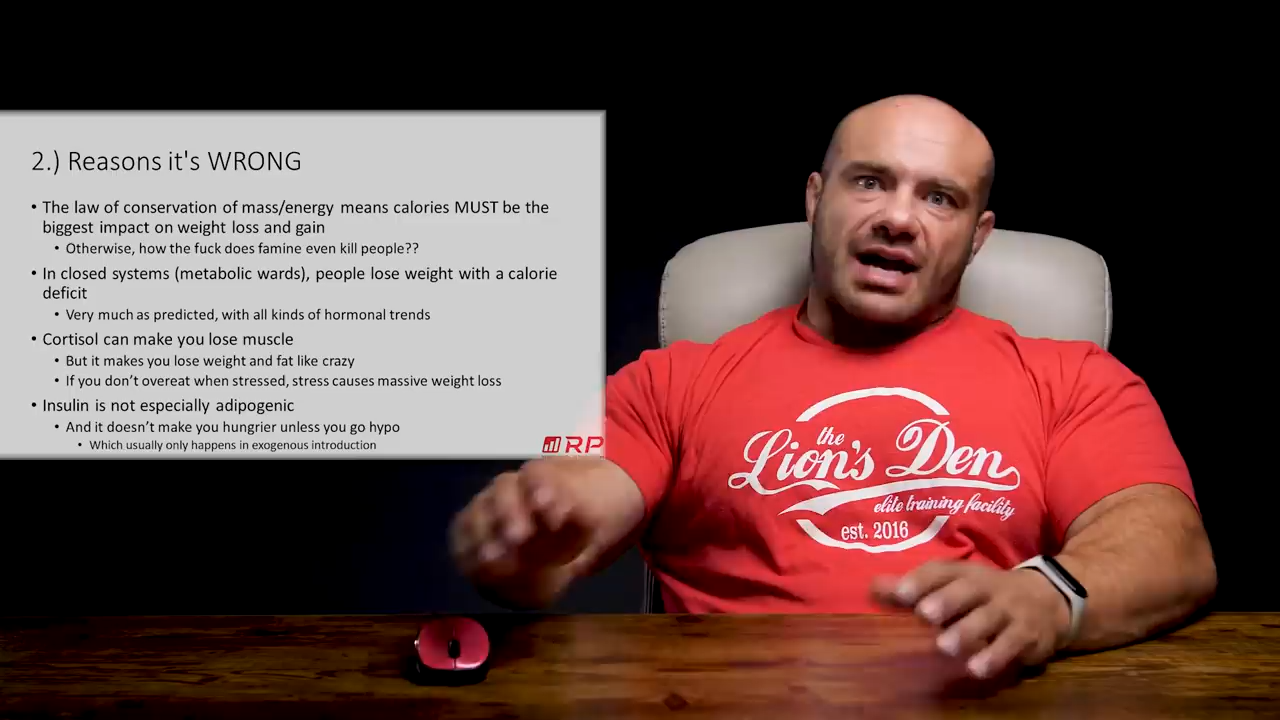 2.) Reasons it's WRONG
• The law of conservation of mass/energy means calories MUST be the
biggest impact on weight loss and gain
• Otherwise, how the fuck does famine even kill people??
• In closed systems (metabolic wards), people lose weight with a calorie
deficit
• Very much as predicted, with all kinds of hormonal trends
• Cortisol can make you lose muscle
• But it makes you lose weight and fat like crazy
• If you don't overeat when stressed, stress causes massive weight loss
• Insulin is not especially adipogenic
• And it doesn't make you hungrier unless you go hypo
• Which usually only happens in exogenous introduction
RP
the
Lion's Den
elite training facility
est. 2016